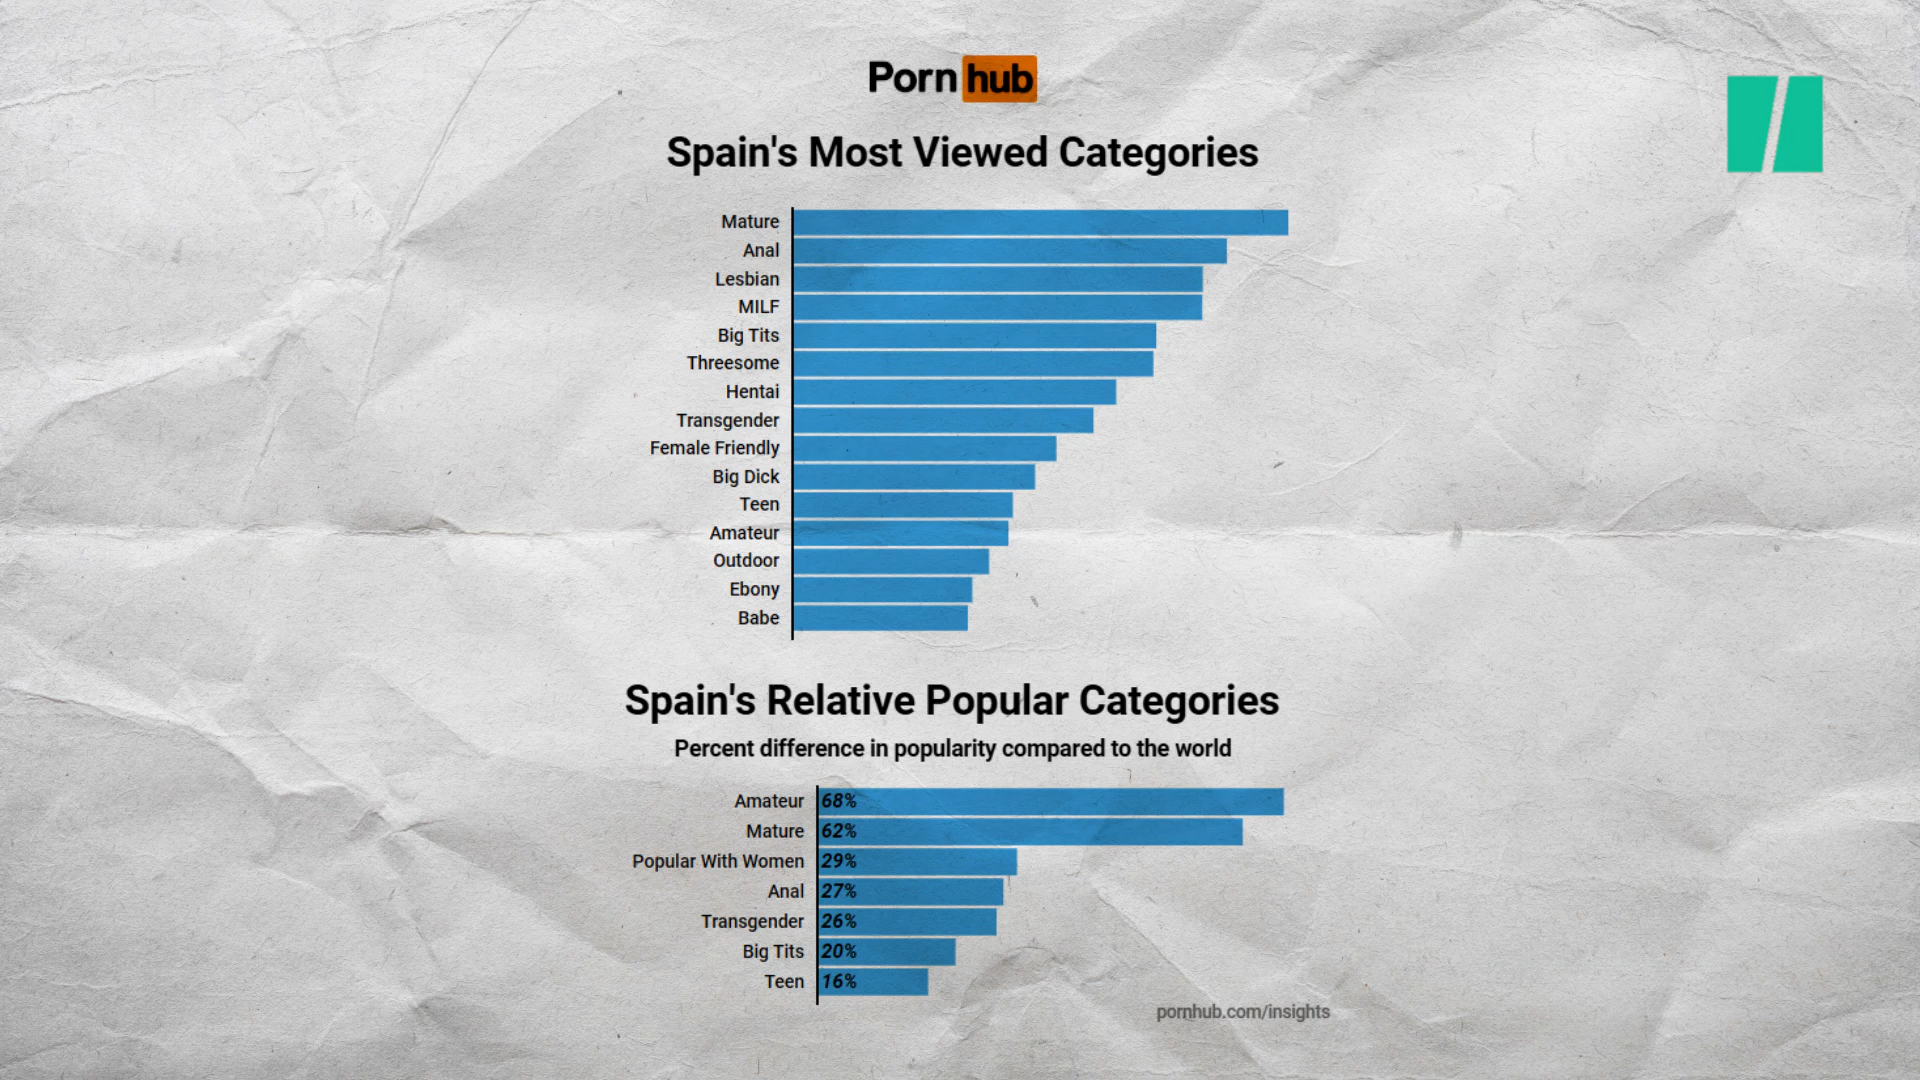 Pornhub
Spain's Most Viewed Categories
Mature
Anal
Lesbian
MILF
Big Tits
Threesome
Hentai
Transgender
Female Friendly
Big Dick
Teen
Amateur
Outdoor
Ebony
Babe
Spain's Relative Popular Categories
Percent difference in popularity compared to the world
Amateur 68%
Mature 62%
Popular With Women 29%
Anal 27%
Transgender 26%
Big Tits 20%
Teen 16%
pornhub.com/insights